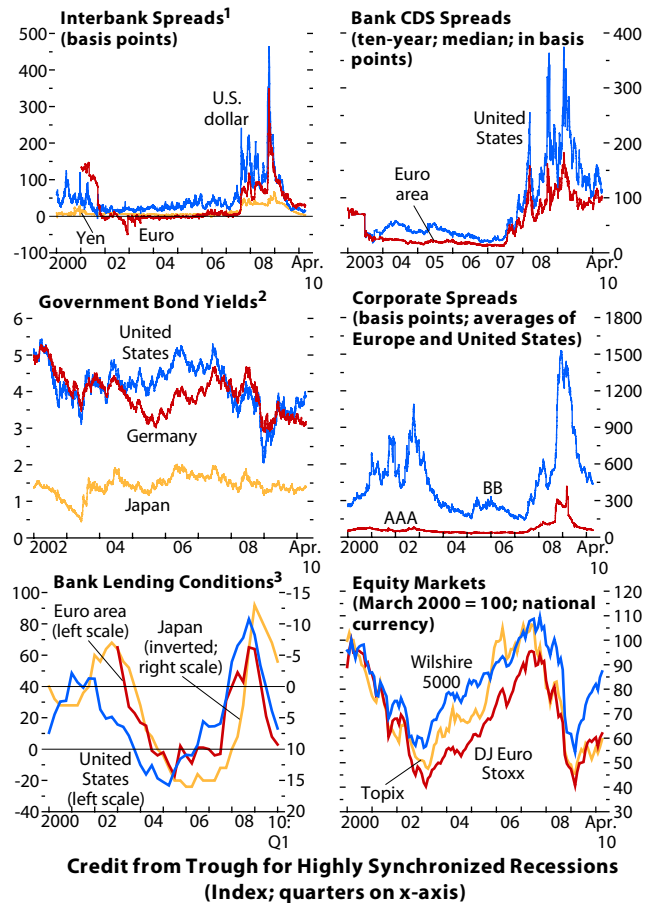 Interbank Spreads¹
(basis points)
500
400
300
200
100
0
-100
U.S.
dollar
Yen
Euro
2000 02 04 06 08 Apr.
10
Bank CDS Spreads
(ten-year; median; in basis
points)
400
300
200
100
0
United
States
Euro
area
2003 04 05 06 07 08 Apr.
10
Government Bond Yields²
6
5
4
3
2
1
0
United
States
Germany
Japan
2002 04 06 08 Apr.
10
Corporate Spreads
(basis points; averages of
Europe and United States)
1800
1500
1200
900
600
300
0
BB
AAA
2000 02 04 06 08 Apr.
10
Bank Lending Conditions³
100
80
60
40
20
0
-20
-40
Euro area
(left scale)
Japan
(inverted;
right scale)
United
States
(left scale)
-15
-10
-5
0
5
10
15
20
2000 02 04 06 08 10:
Q1
Equity Markets
(March 2000 = 100; national
currency)
120
110
100
90
80
70
60
50
40
30
Wilshire
5000
DJ Euro
Stoxx
Topix
2000 02 04 06 08 Apr.
10
Credit from Trough for Highly Synchronized Recessions
(Index; quarters on x-axis)